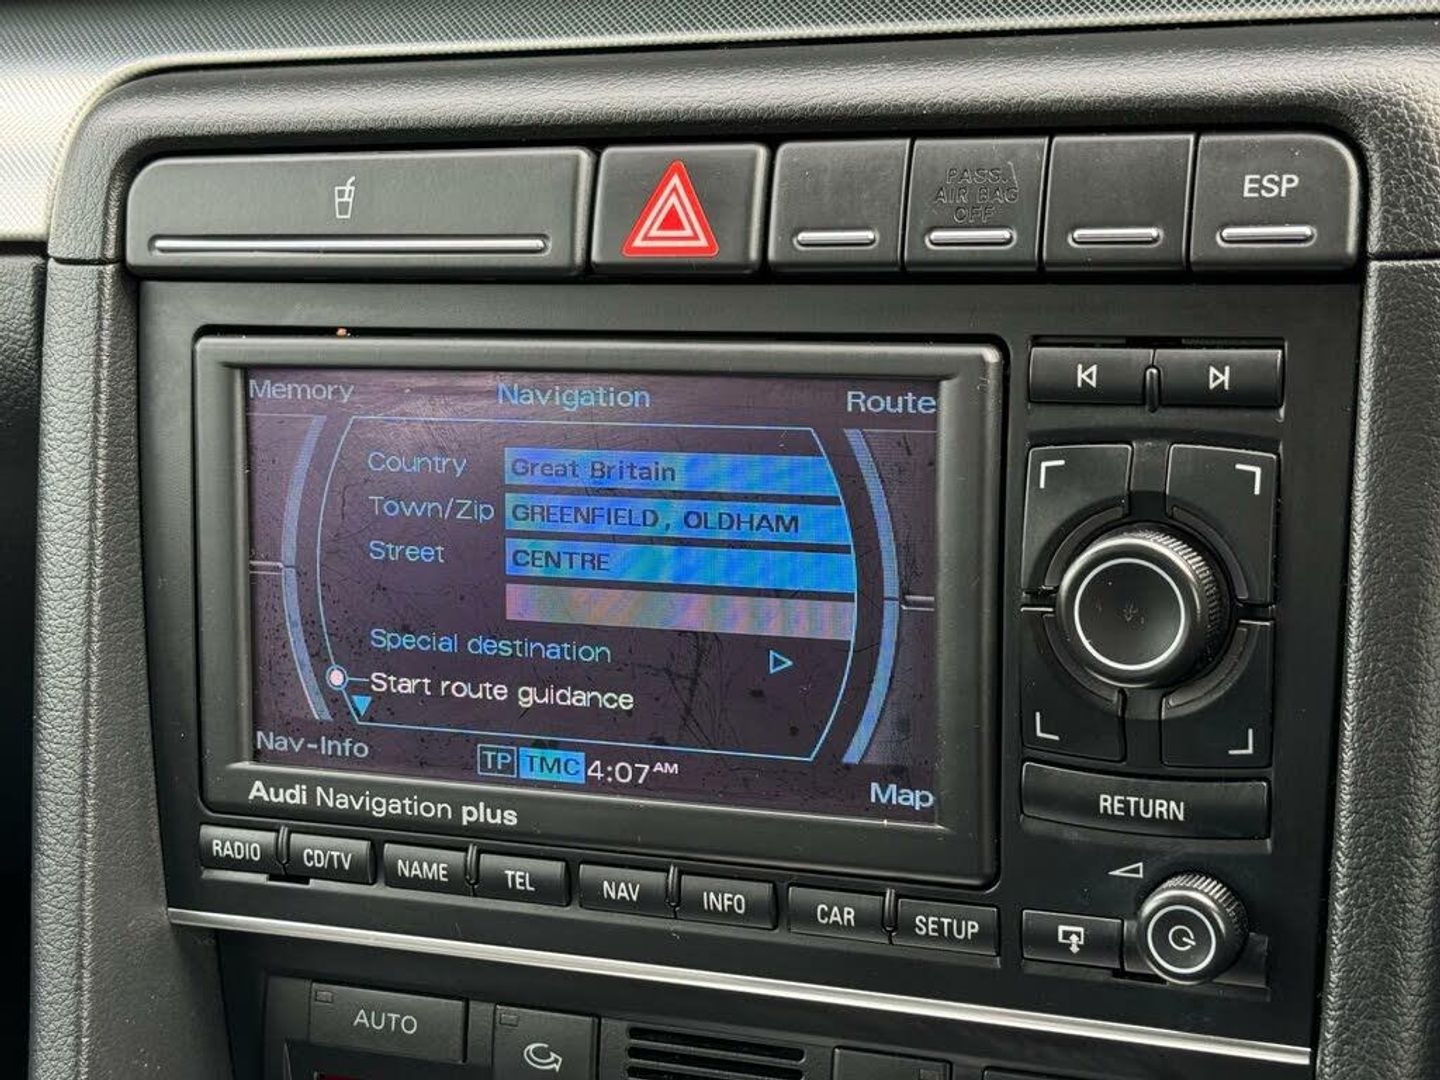 PASS.
AIR BAG
OFF
ESP
Memory Navigation Route
Country Great Britain
Town/Zip GREENFIELD, OLDHAM
Street CENTRE
Special destination
Start route guidance
Nav-Info TP TMC 4:07AM Map
Audi Navigation plus
RETURN
RADIO CD/TV NAME TEL NAV INFO CAR SETUP
AUTO